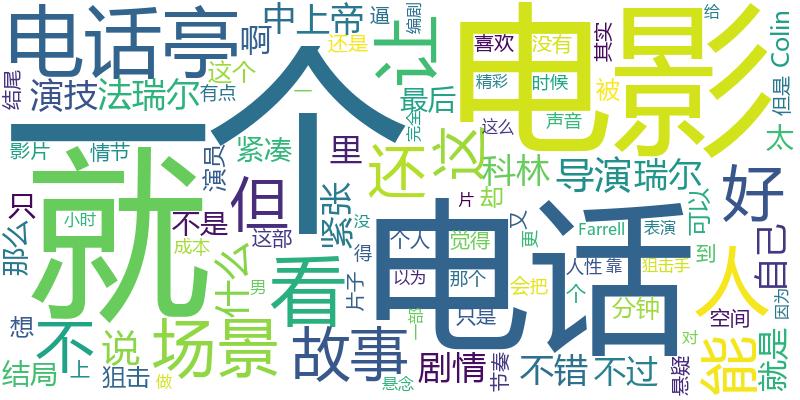 电话亭
啊
中上帝
逼
编剧
给
还是
让
电影
喜欢
没有
其实
Colin
但是
结尾
演技
法瑞尔
这个
有点
一个
最后
完全
精彩
时候
被
太
影片
情节
紧凑
演员
里
还
这
这么
声音
科林
导演
瑞尔
就
只
小时
但
不是
紧张
电话
片
却
又
更
Farrell
表演
可以
好
那么
成本
这部
没
什么
看
得
片子
个人
觉得
以为
那个
会把
人性
靠
狙击手
到
人
自己
因为
想
不
说
男
个
分钟
空间
能
结局
上
狙击
做
场景
故事
悬念
一
只是
剧情
节奏
不错
不过
对
悬疑
就是